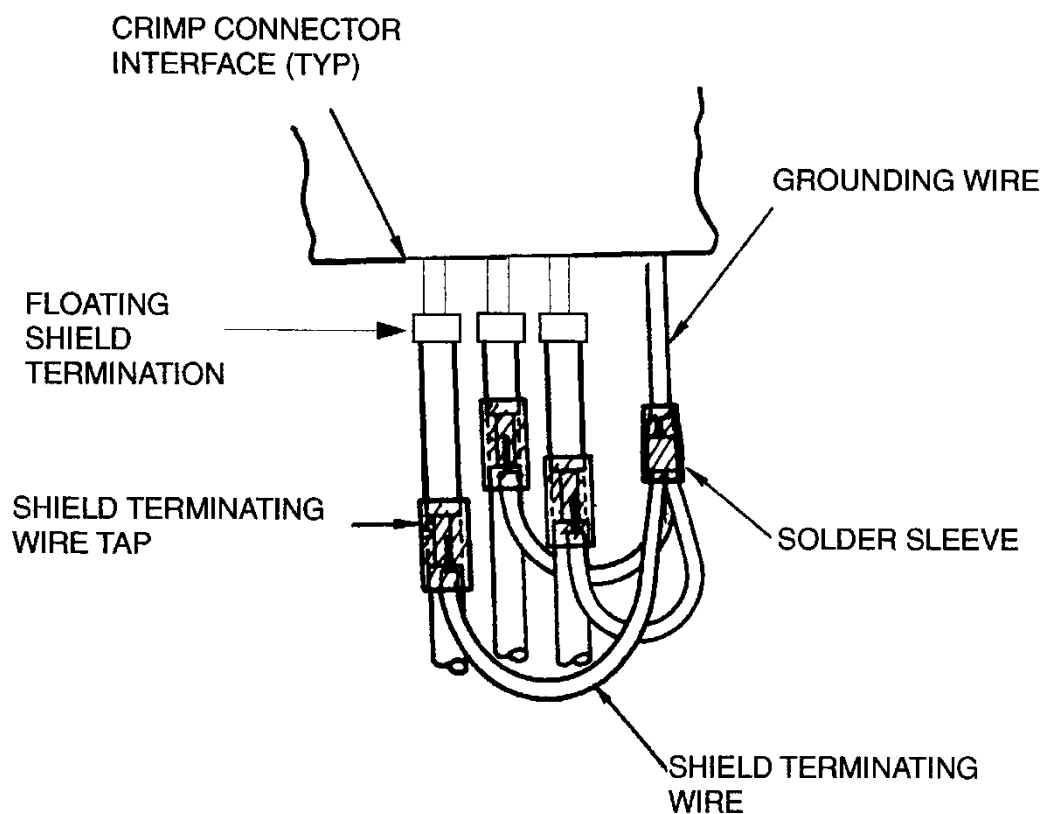 CRIMP CONNECTOR
INTERFACE (TYP)
GROUNDING WIRE
FLOATING
SHIELD
TERMINATION
SHIELD TERMINATING
WIRE TAP
SOLDER SLEEVE
SHIELD TERMINATING
WIRE